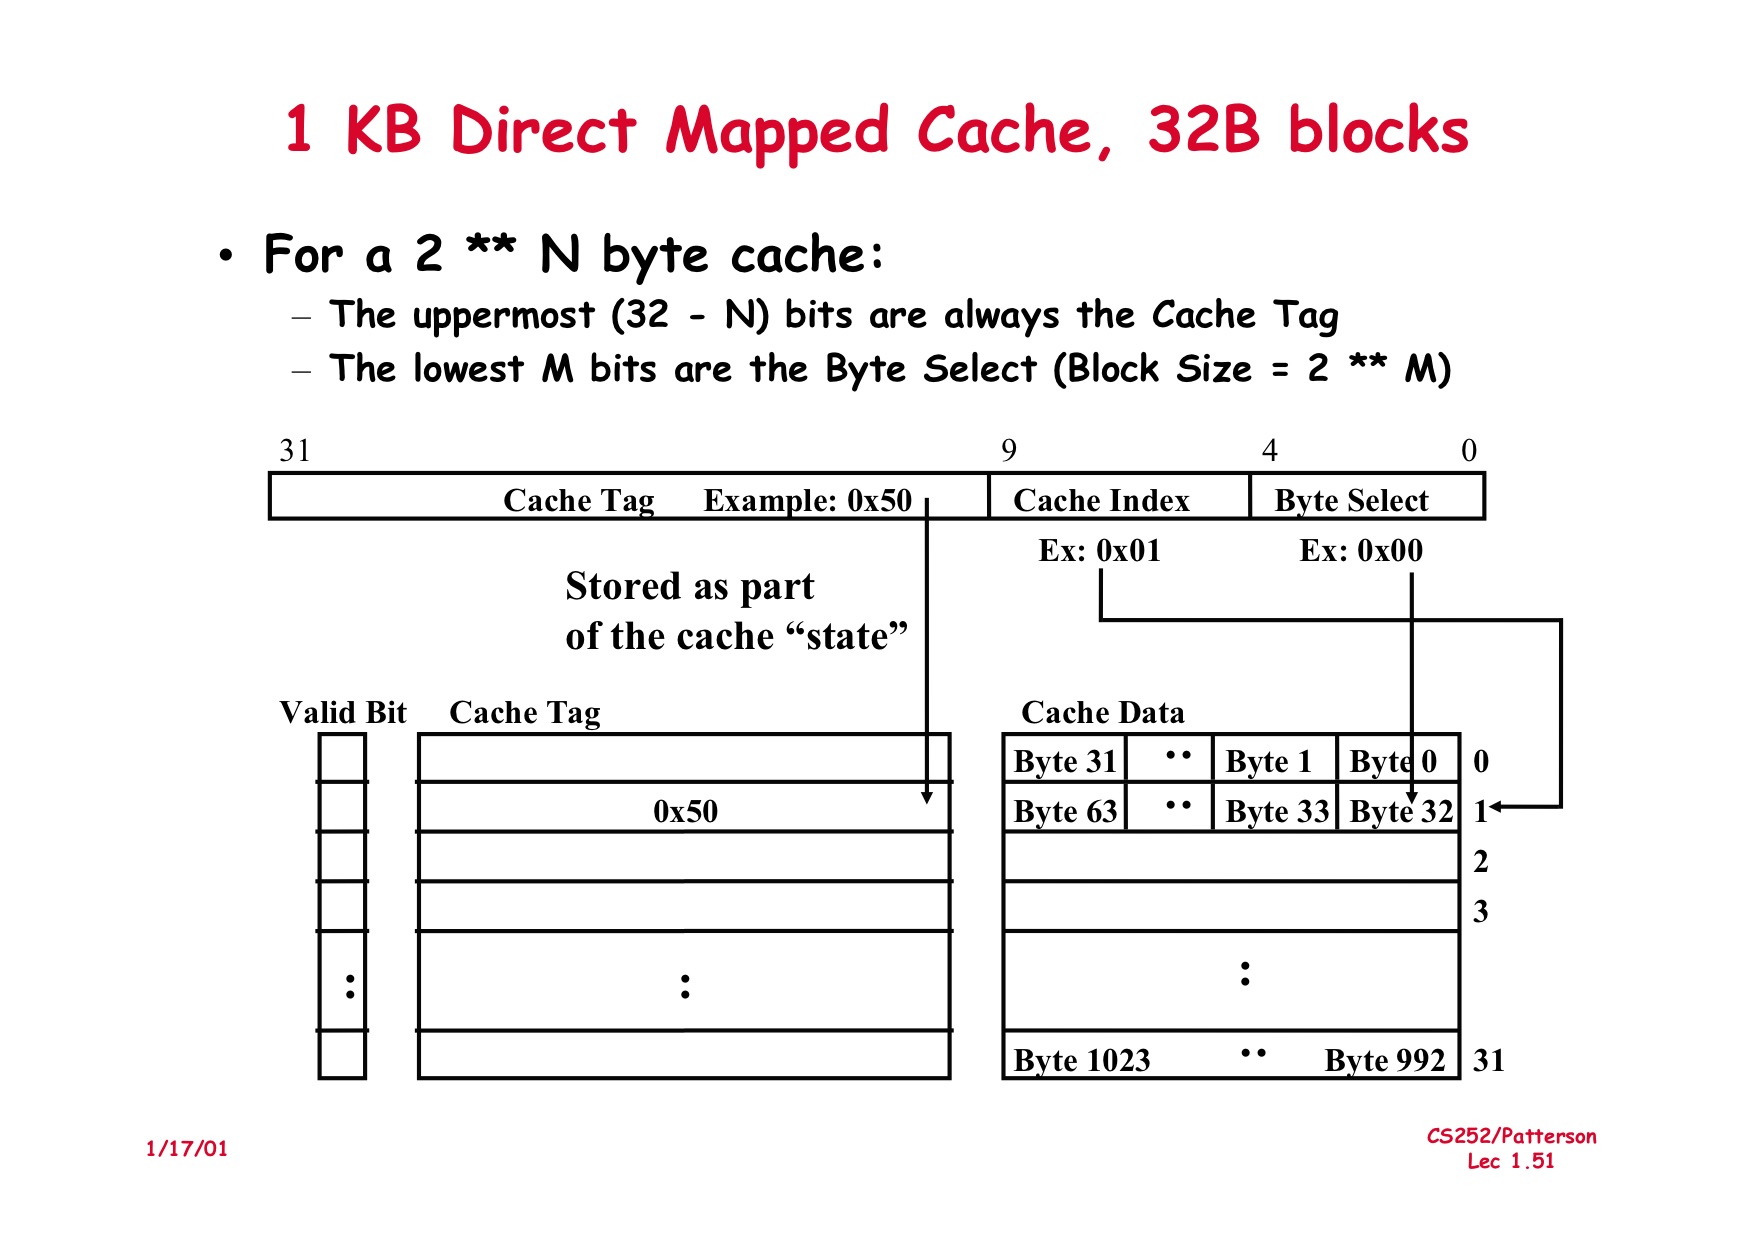 1 KB Direct Mapped Cache, 32B blocks
• For a 2 ** N byte cache:
– The uppermost (32 - N) bits are always the Cache Tag
– The lowest M bits are the Byte Select (Block Size = 2 ** M)
31 9 4 0
Cache Tag Example: 0x50 Cache Index Byte Select
Ex: 0x01 Ex: 0x00
Stored as part
of the cache “state”
Valid Bit Cache Tag Cache Data
Byte 31 ·· Byte 1 Byte 0 0
0x50 Byte 63 ·· Byte 33 Byte 32 1
2
3
: : :
Byte 1023 ·· Byte 992 31
1/17/01
CS252/Patterson
Lec 1.51